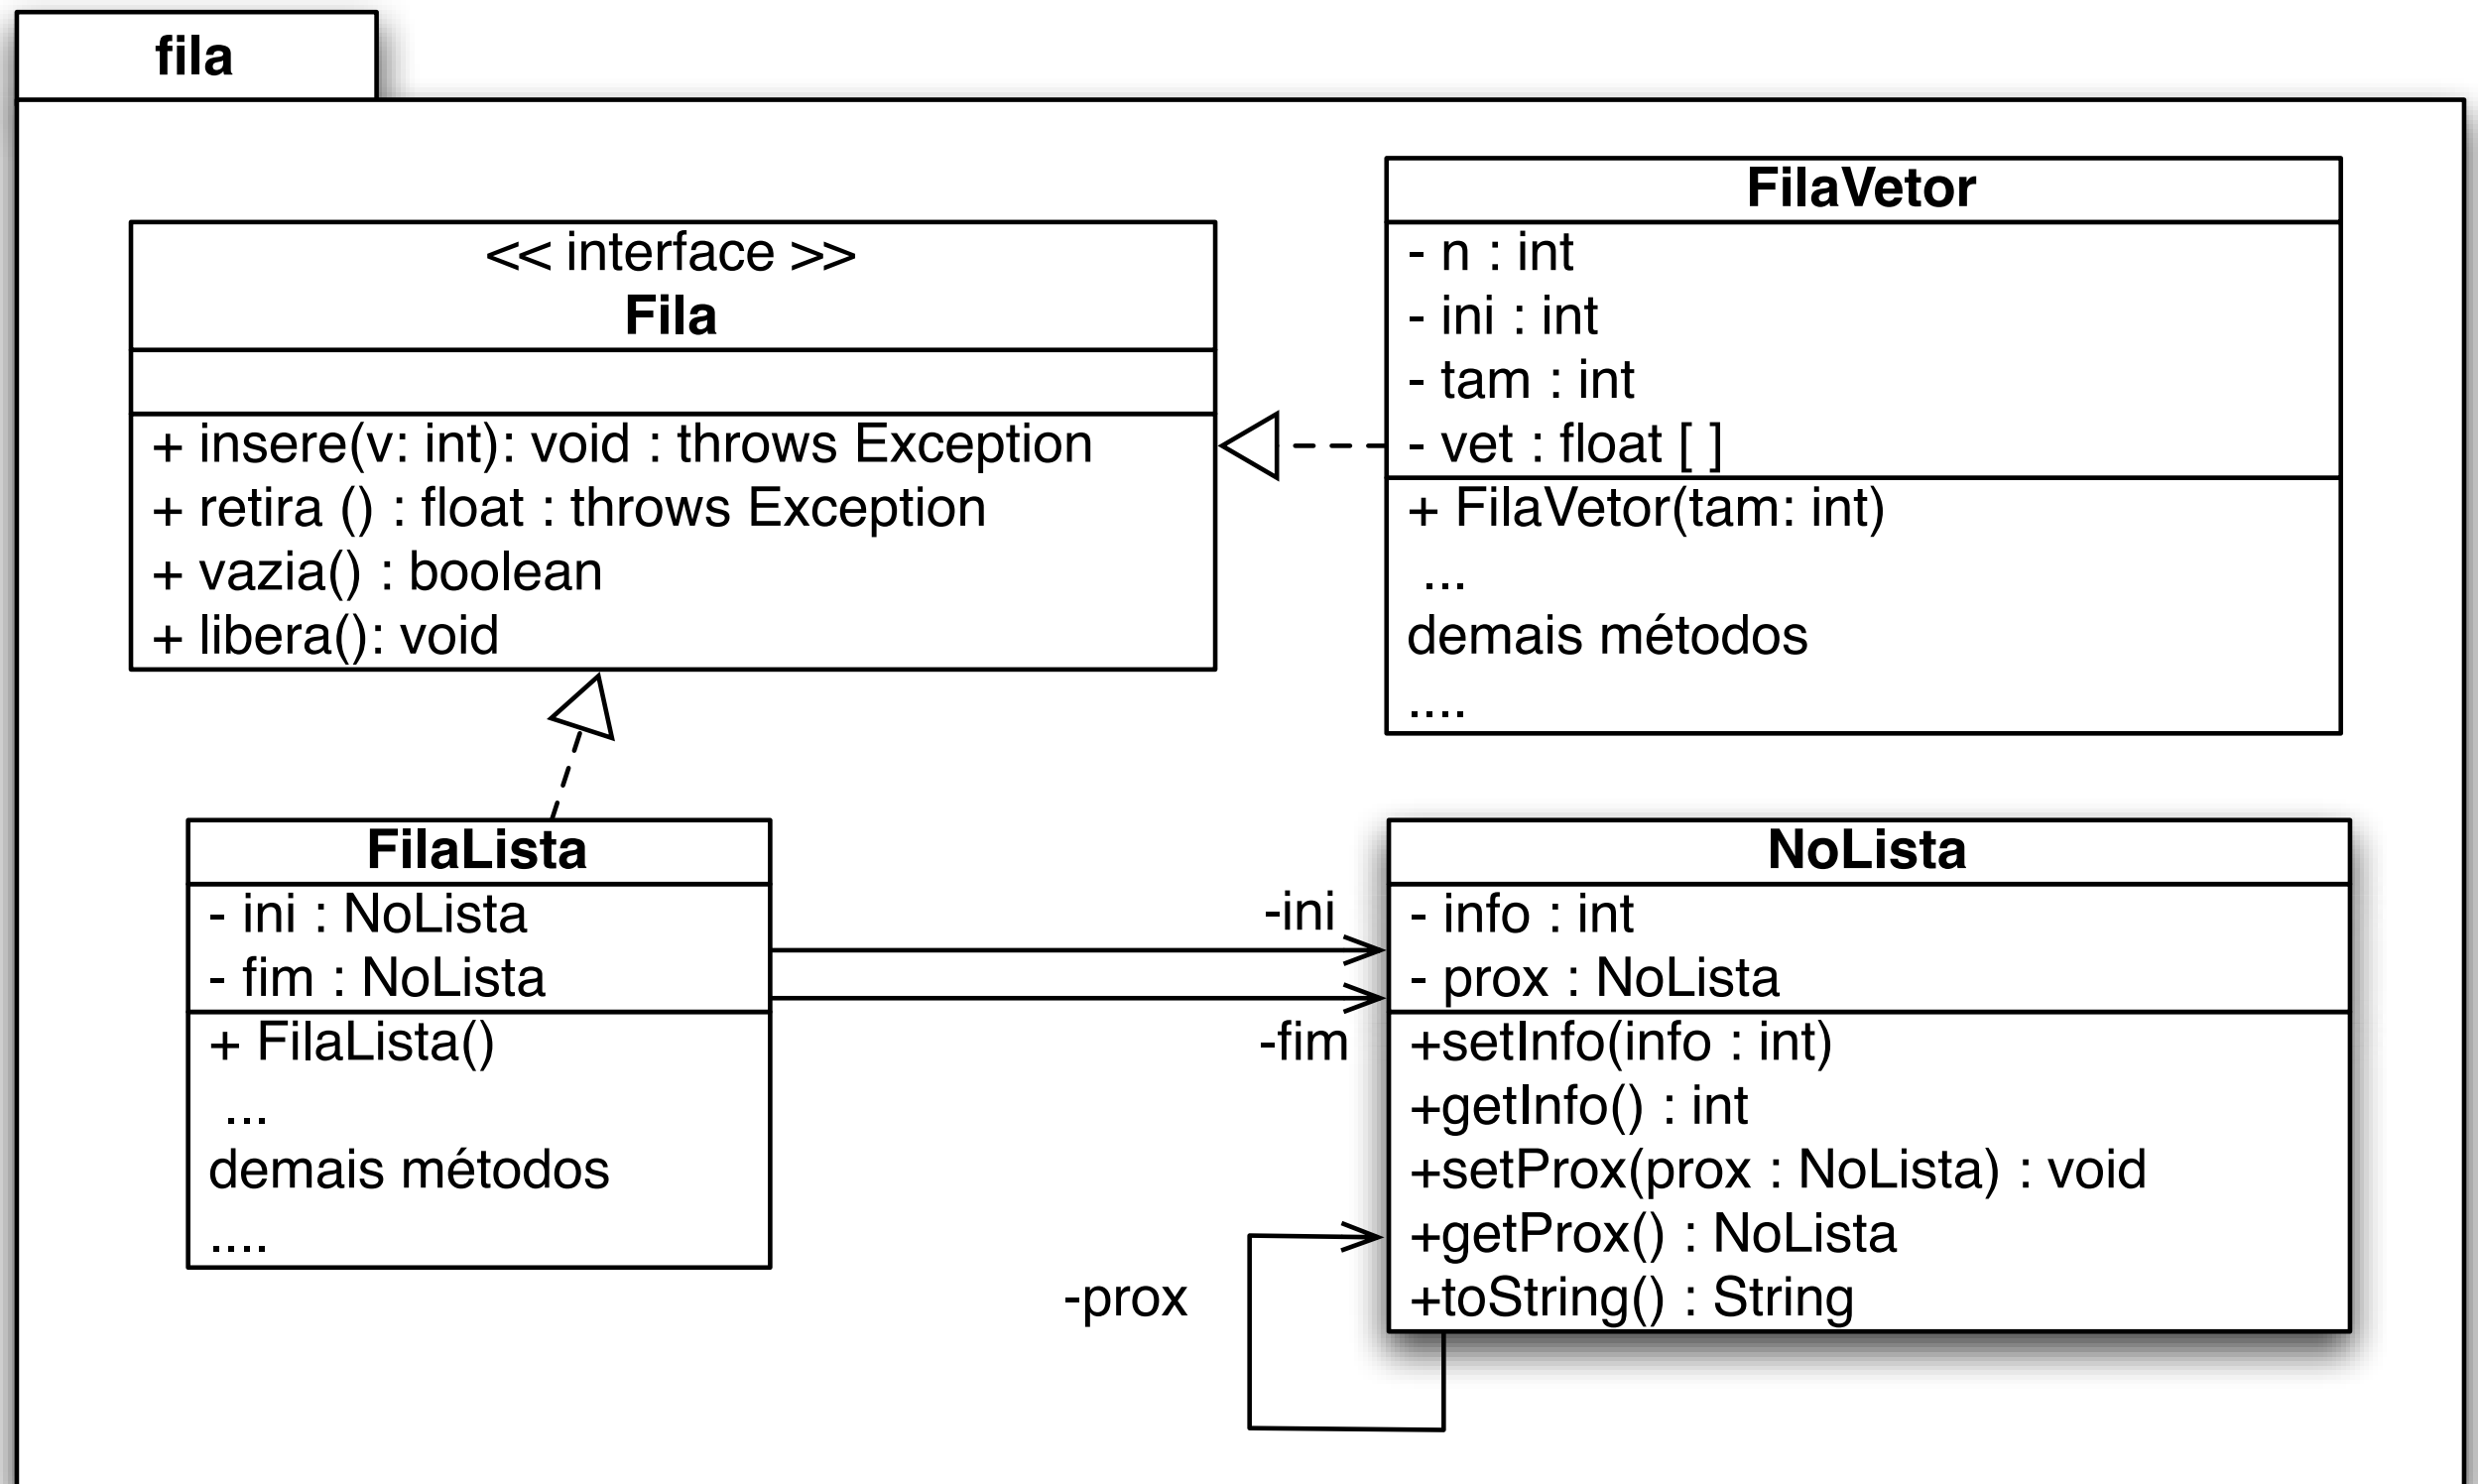 fila
<< interface >>
Fila
+ insere(v: int): void : throws Exception
+ retira () : float : throws Exception
+ vazia() : boolean
+ libera(): void
FilaVetor
- n : int
- ini : int
- tam : int
- vet : float [ ]
+ FilaVetor(tam: int)
...
demais métodos
....
FilaLista
- ini : NoLista
- fim : NoLista
+ FilaLista()
...
demais métodos
....
-ini
-fim
NoLista
- info : int
- prox : NoLista
+setInfo(info : int)
+getInfo() : int
+setProx(prox : NoLista) : void
+getProx() : NoLista
+toString() : String
-prox